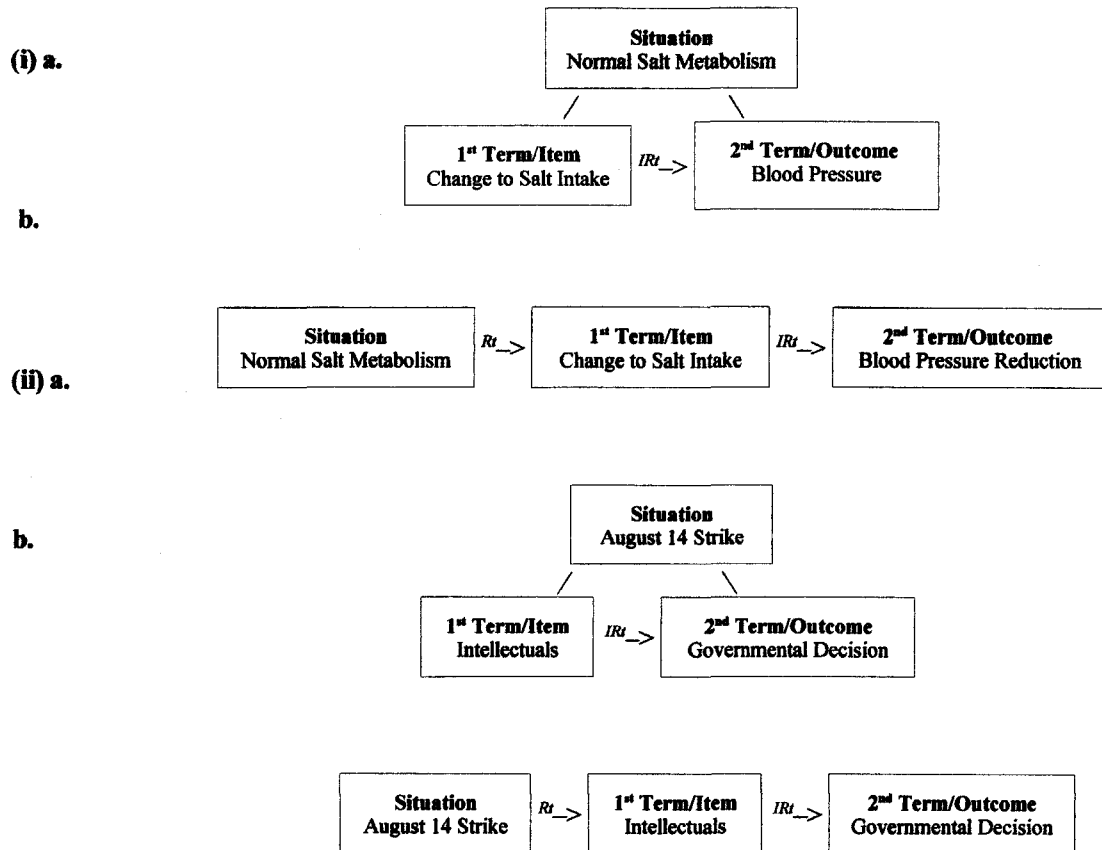 Situation
(i) a.
Normal Salt Metabolism
1st Term/Item
Change to Salt Intake
IRt_>
2nd Term/Outcome
Blood Pressure
b.
Situation
Normal Salt Metabolism
Rt_>
1st Term/Item
Change to Salt Intake
IRt_>
2nd Term/Outcome
Blood Pressure Reduction
(ii) a.
Situation
August 14 Strike
b.
1st Term/Item
Intellectuals
IRt_>
2nd Term/Outcome
Governmental Decision
Situation
August 14 Strike
Rt_>
1st Term/Item
Intellectuals
IRt_>
2nd Term/Outcome
Governmental Decision